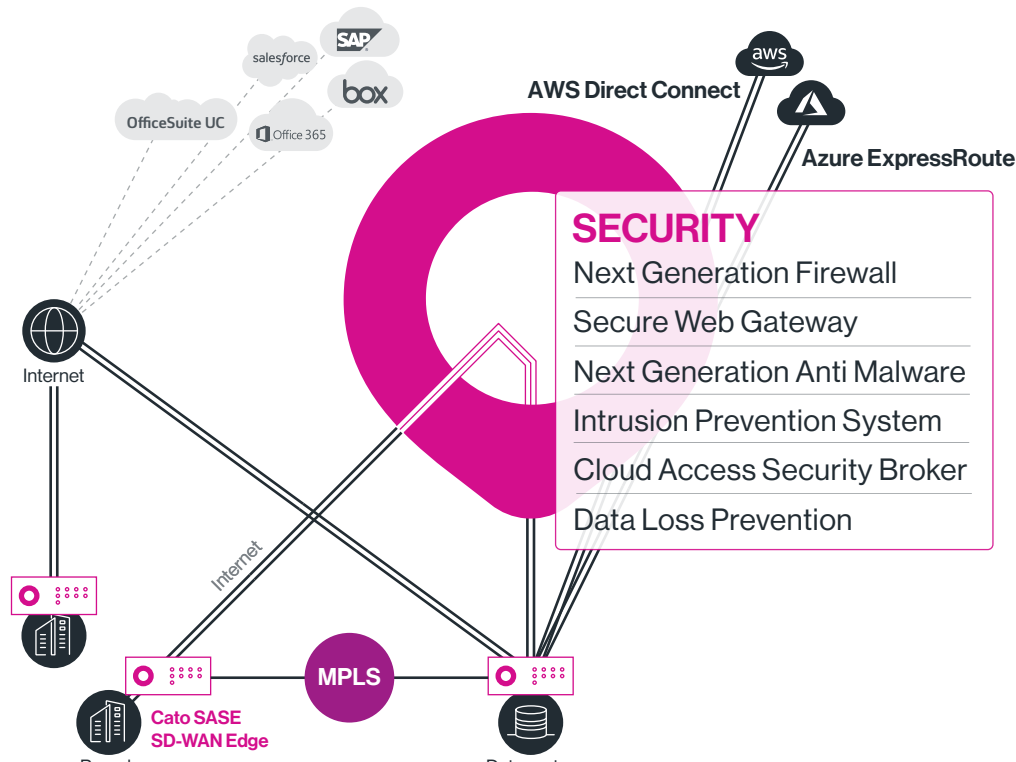 SAP
salesforce
box
OfficeSuite UC
Office 365
aws
AWS Direct Connect
Azure ExpressRoute
SECURITY
Next Generation Firewall
Secure Web Gateway
Next Generation Anti Malware
Intrusion Prevention System
Cloud Access Security Broker
Data Loss Prevention
Internet
Internet
MPLS
Cato SASE
SD-WAN Edge